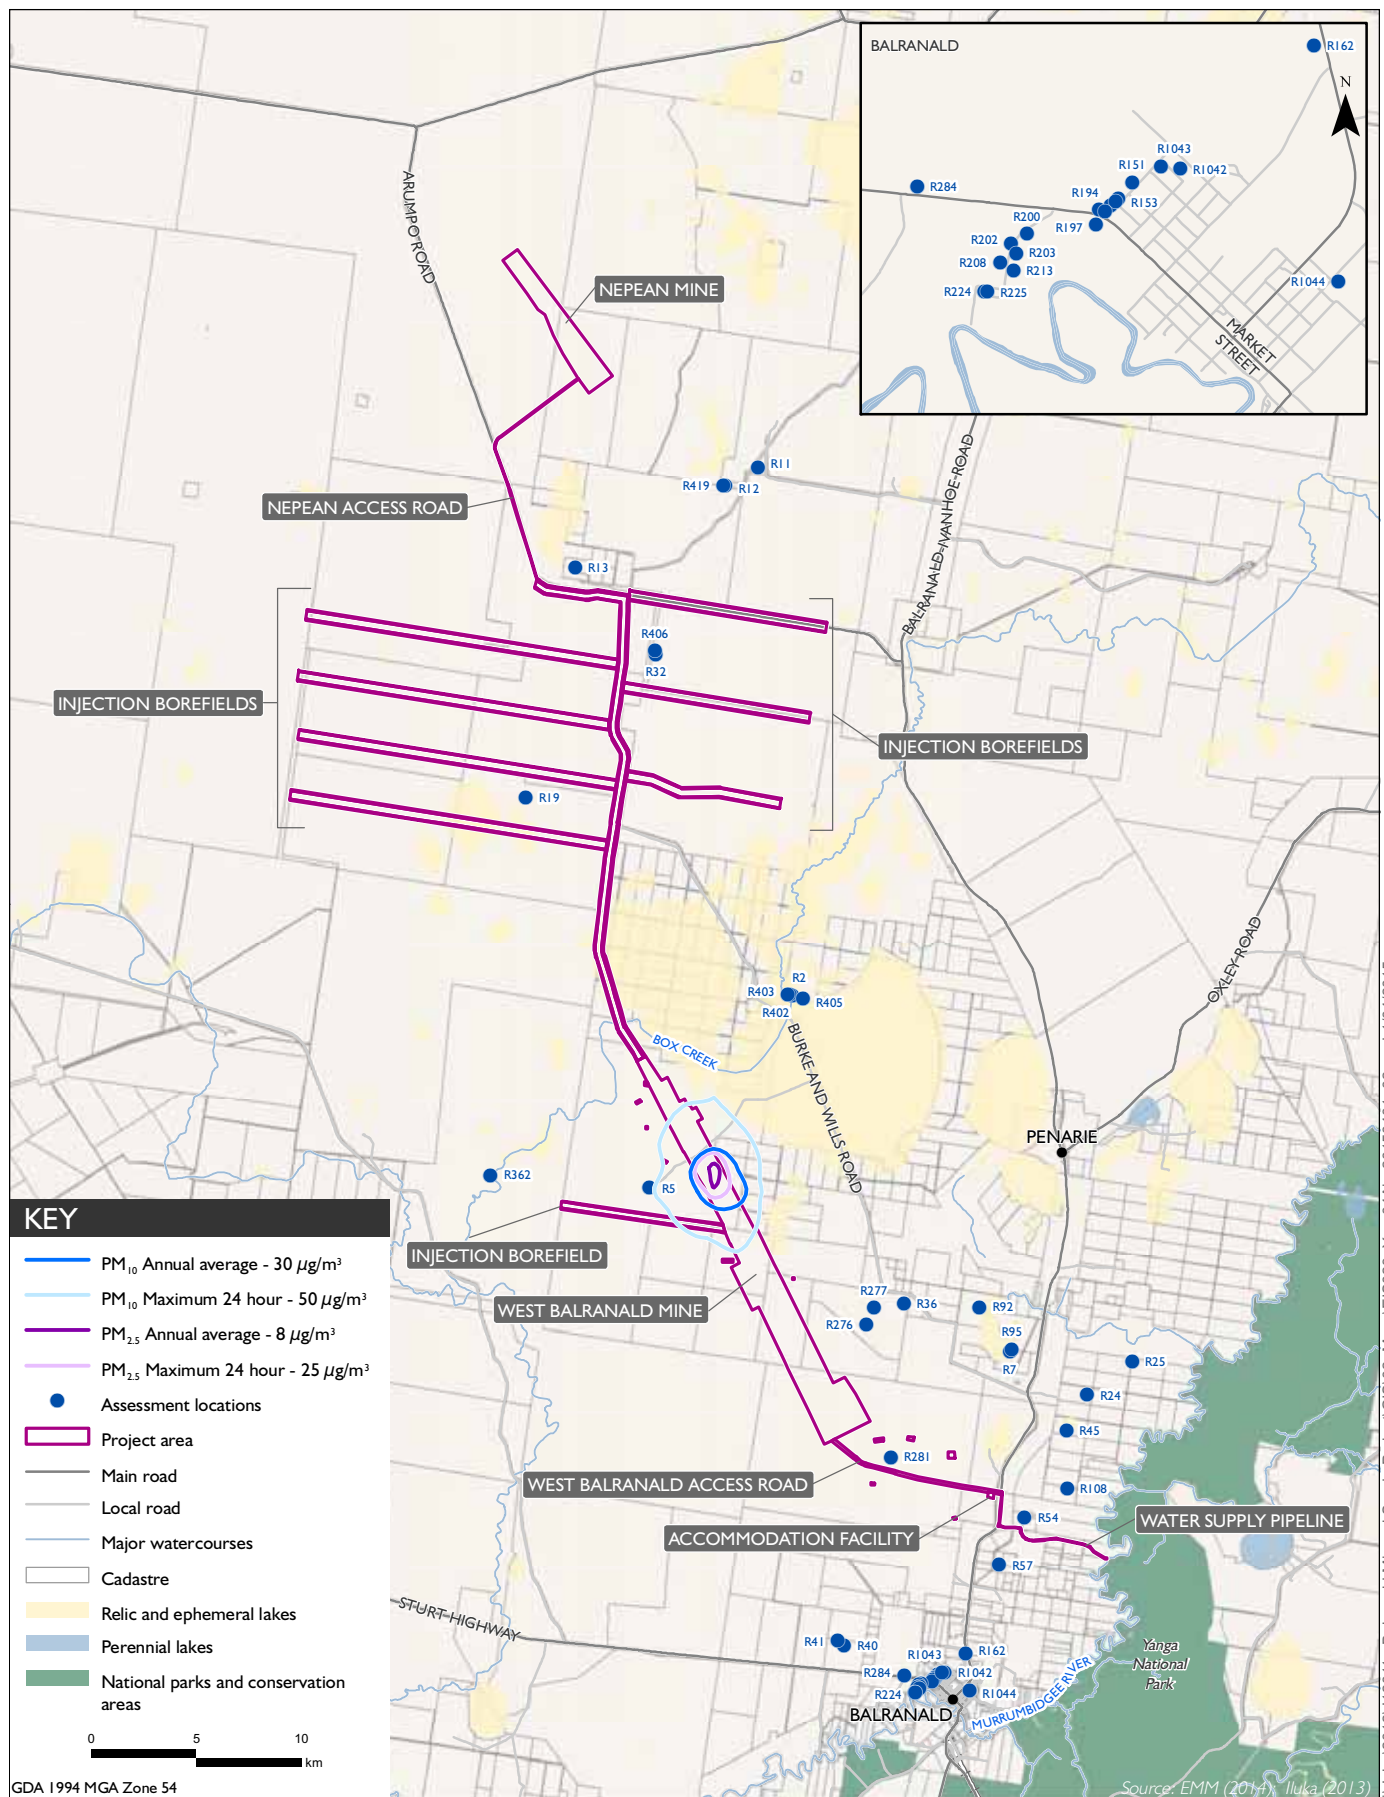 BALRANALD
R162
N
R1043
R151
R1042
R284
R194
R153
R200
R197
R202
R203
R208
R213
R1044
R224
R225
MARKET
STREET
ARUMPO ROAD
NEPEAN MINE
R11
R419
R12
NEPEAN ACCESS ROAD
BALRANALD-IVANHOE-ROAD
R13
R406
R32
INJECTION BOREFIELDS
INJECTION BOREFIELDS
R19
OXLEY ROAD
R2
R403
R405
R402
BOX CREEK
BURKE AND WILLS ROAD
PENARIE
R362
R5
INJECTION BOREFIELD
WEST BALRANALD MINE
R277
R36
R92
R276
R95
R7
R25
R24
R45
R281
WEST BALRANALD ACCESS ROAD
R108
R54
WATER SUPPLY PIPELINE
ACCOMMODATION FACILITY
R57
STURT HIGHWAY
R41
R40
R1043
R162
R284
R1042
R224
R1044
BALRANALD
MURRUMBIDGEE RIVER
Yanga
National
Park
KEY
PM10 Annual average - 30 µg/m³
PM10 Maximum 24 hour - 50 µg/m³
PM2.5 Annual average - 8 µg/m³
PM2.5 Maximum 24 hour - 25 µg/m³
Assessment locations
Project area
Main road
Local road
Major watercourses
Cadastre
Relic and ephemeral lakes
Perennial lakes
National parks and conservation
areas
0 5 10
km
GDA 1994 MGA Zone 54
Source: EMM (2014); Iluka (2013)